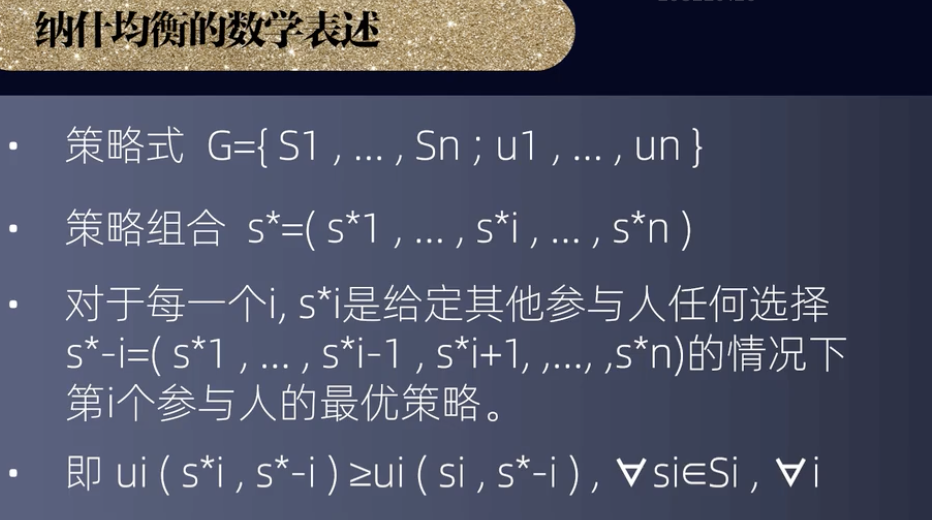 纳什均衡的数学表述
· 策略式 G={ S1 , ... , Sn ; u1 , ... , un }
· 策略组合 s*=( s*1 , ... , s*i , ... , s*n )
· 对于每一个i, s*i是给定其他参与人任何选择
s*-i=( s*1 , ... , s*i-1 , s*i+1, ,..., ,s*n)的情况下
第i个参与人的最优策略。
· 即 ui ( s*i , s*-i ) ≥ui ( si , s*-i ) , ∀si∈Si , ∀i